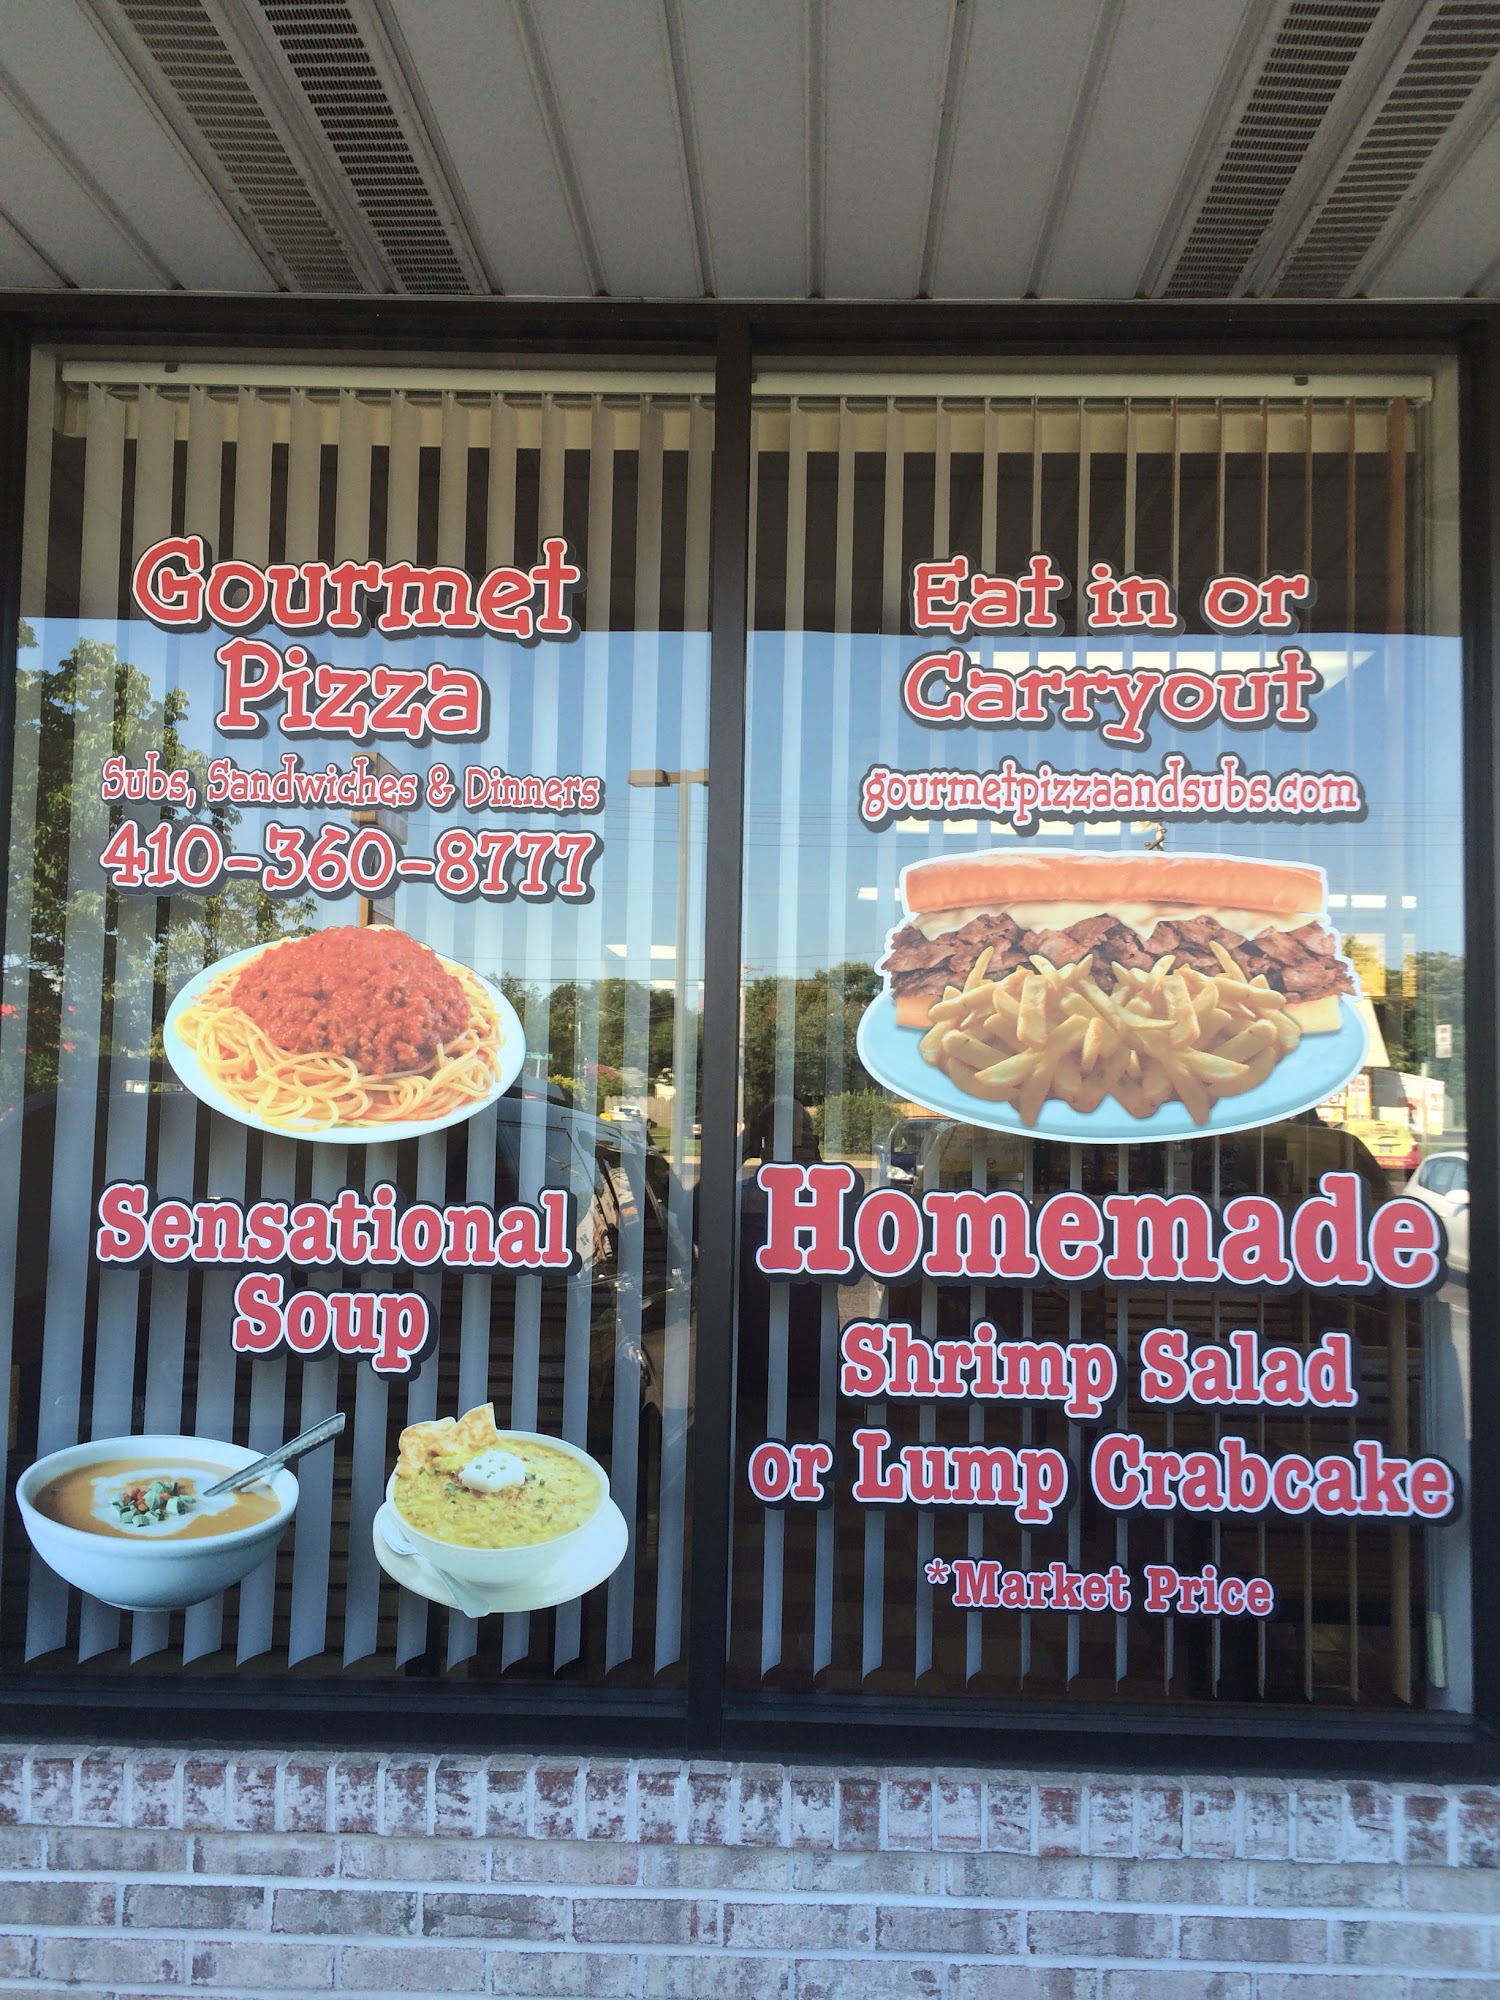 Gourmet
Pizza
Subs, Sandwiches & Dinners
410-360-8777
Sensational
Soup
Eat in or
Carryout
gourmetpizzaandsubs.com
Homemade
Shrimp Salad
or Lump Crabcake
*Market Price